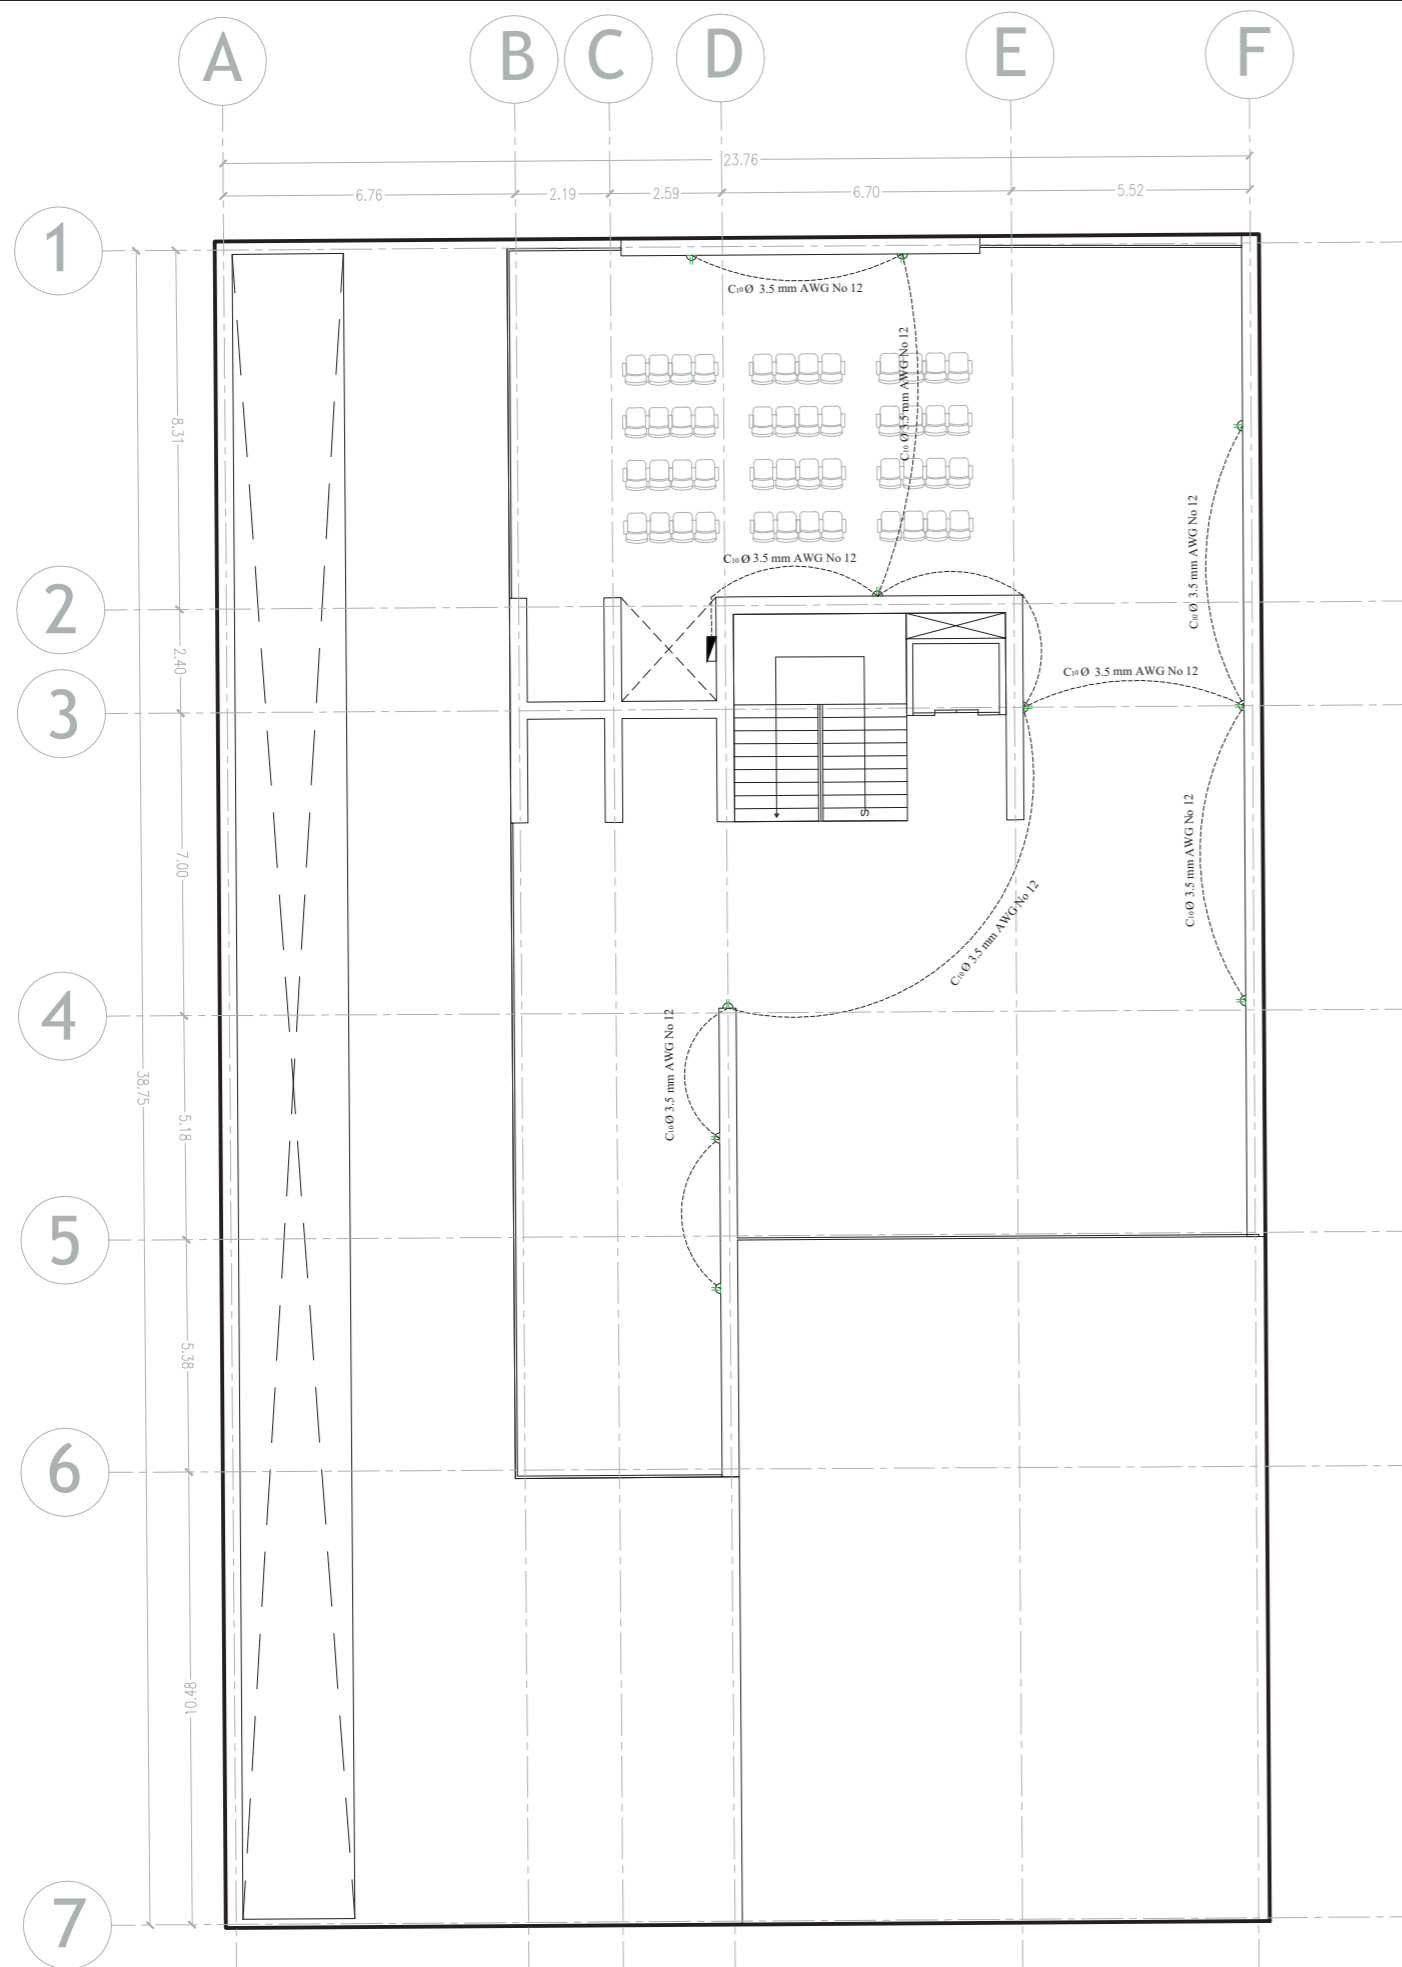 A
B
C
D
E
F
23.76
6.76
2.19
2.59
6.70
5.52
1
C₁₀Ø 3.5 mm AWG No 12
C₁₀ Ø 3.5 mm AWG No 12
8.31
C₁₀ Ø 3.5 mm AWG No 12
C₁₀ Ø 3.5 mm AWG No 12
2
2.40
C₁₀ Ø 3.5 mm AWG No 12
3
7.00
S
C₁₀Ø 3.5 mm AWG No 12
C₁₀Ø 3.5 mm AWG No 12
4
C₁₀Ø 3.5 mm AWG No 12
38.75
5.18
5
5.38
6
10.48
7